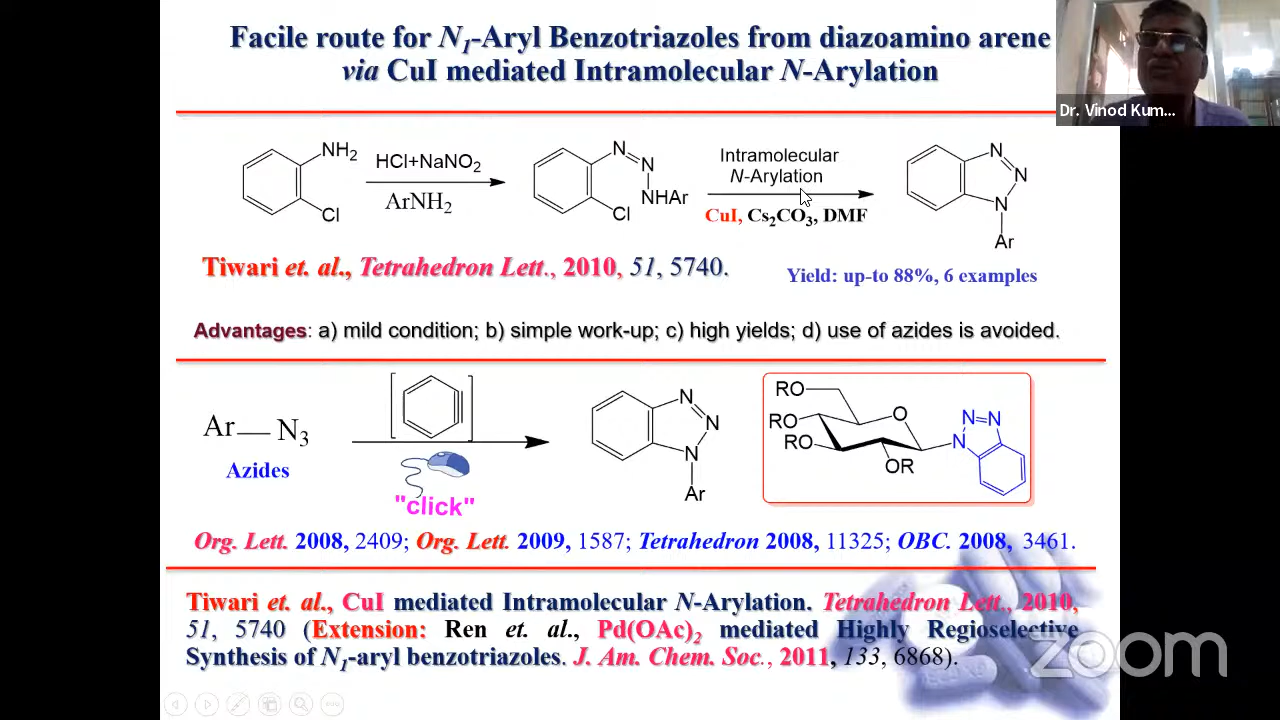 Facile route for N1-Aryl Benzotriazoles from diazoamino arene
via CuI mediated Intramolecular N-Arylation
Dr. Vinod Kum...
NH2
Cl
HCl+NaNO2
ArNH2
N
N
NHAr
Cl
Intramolecular
N-Arylation
CuI, Cs2CO3, DMF
N
N
N
Ar
Tiwari et. al., Tetrahedron Lett., 2010, 51, 5740.
Yield: up-to 88%, 6 examples
Advantages: a) mild condition; b) simple work-up; c) high yields; d) use of azides is avoided.
Ar — N3
Azides
"click"
N
N
N
Ar
RO
RO
RO
O
OR
N
N
N
Org. Lett. 2008, 2409; Org. Lett. 2009, 1587; Tetrahedron 2008, 11325; OBC. 2008, 3461.
Tiwari et. al., CuI mediated Intramolecular N-Arylation. Tetrahedron Lett., 2010,
51, 5740 (Extension: Ren et. al., Pd(OAc)2 mediated Highly Regioselective
Synthesis of N1-aryl benzotriazoles. J. Am. Chem. Soc., 2011, 133, 6868).
zoom